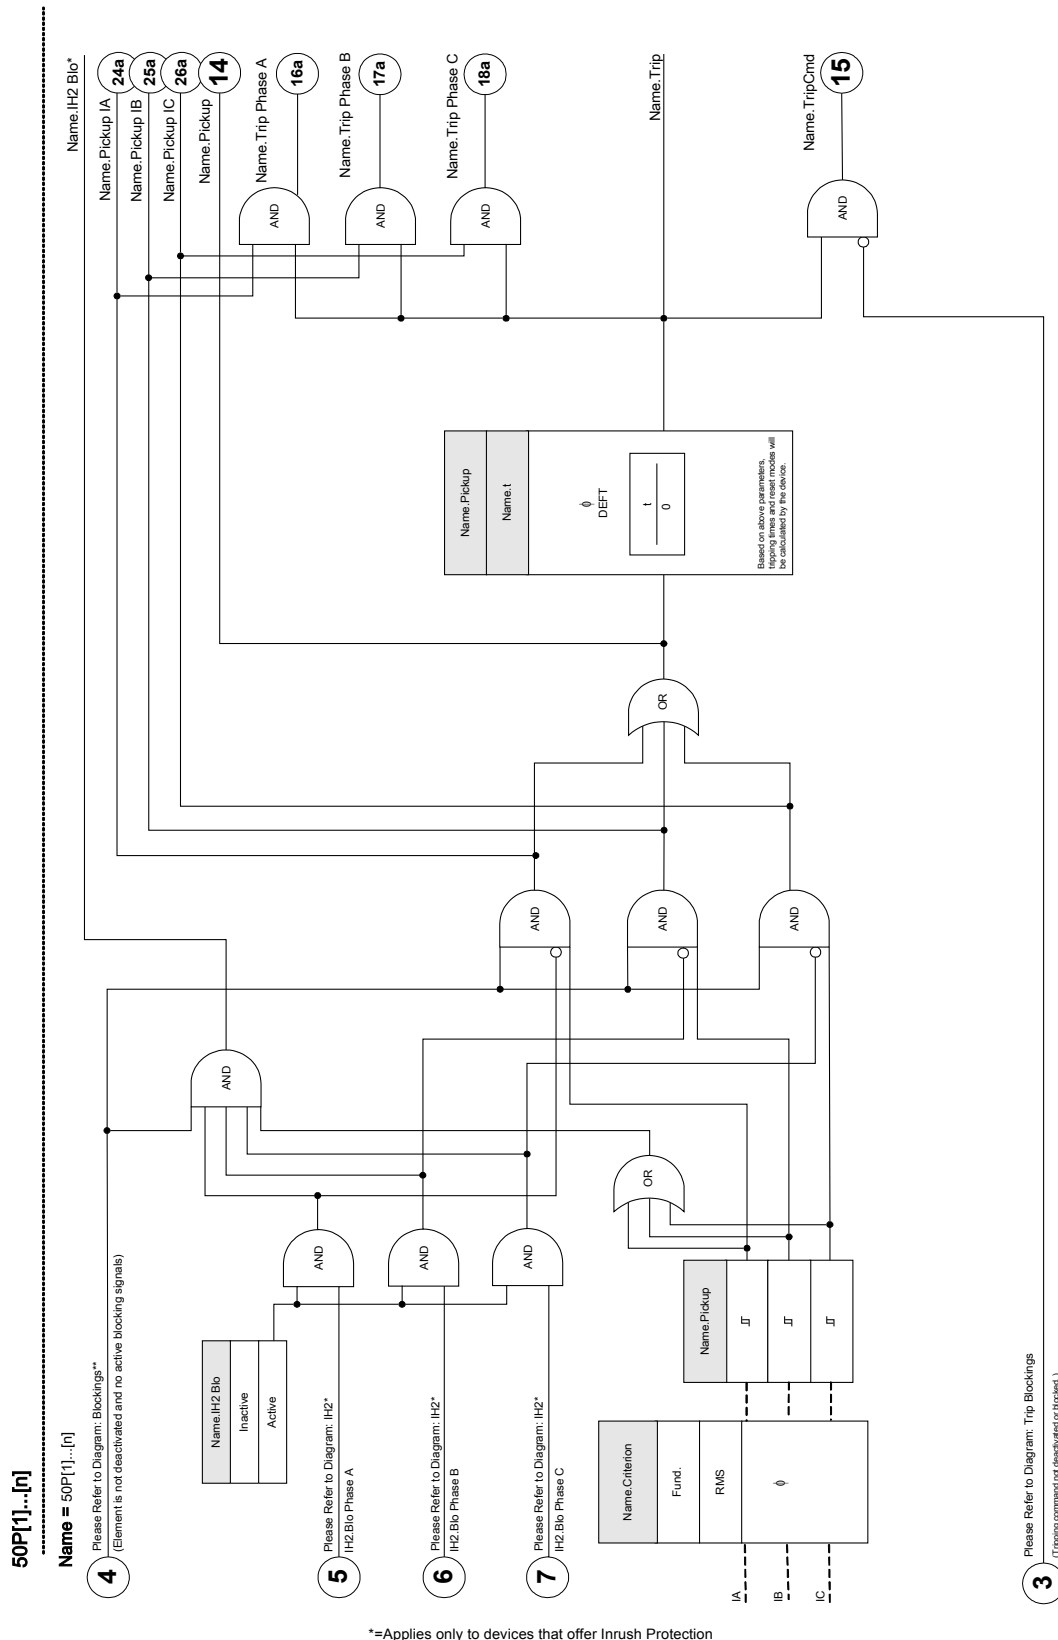 50P[1]...[n]
Name = 50P[1]...[n]
4
Please Refer to Diagram: Blockings**
(Element is not deactivated and no active blocking signals)
Name.IH2 Blo
Inactive
Active
5
Please Refer to Diagram: IH2*
IH2.Blo Phase A
6
Please Refer to Diagram: IH2*
IH2.Blo Phase B
7
Please Refer to Diagram: IH2*
IH2.Blo Phase C
AND
AND
AND
AND
Name.Criterion
Fund.
RMS
ϕ
IA
IB
IC
Name.Pickup
OR
AND
AND
AND
OR
Name.Pickup
Name.t
ϕ
DEFT
t
0
Based on above parameters,
tripping times and reset modes will
be calculated by the device.
AND
AND
AND
AND
Name.IH2 Blo*
Name.Pickup IA
24a
Name.Pickup IB
25a
Name.Pickup IC
26a
Name.Pickup
14
Name.Trip Phase A
16a
Name.Trip Phase B
17a
Name.Trip Phase C
18a
Name.Trip
Name.TripCmd
15
3
Please Refer to Diagram: Trip Blockings
(Tripping command not deactivated or blocked.)
*=Applies only to devices that offer Inrush Protection